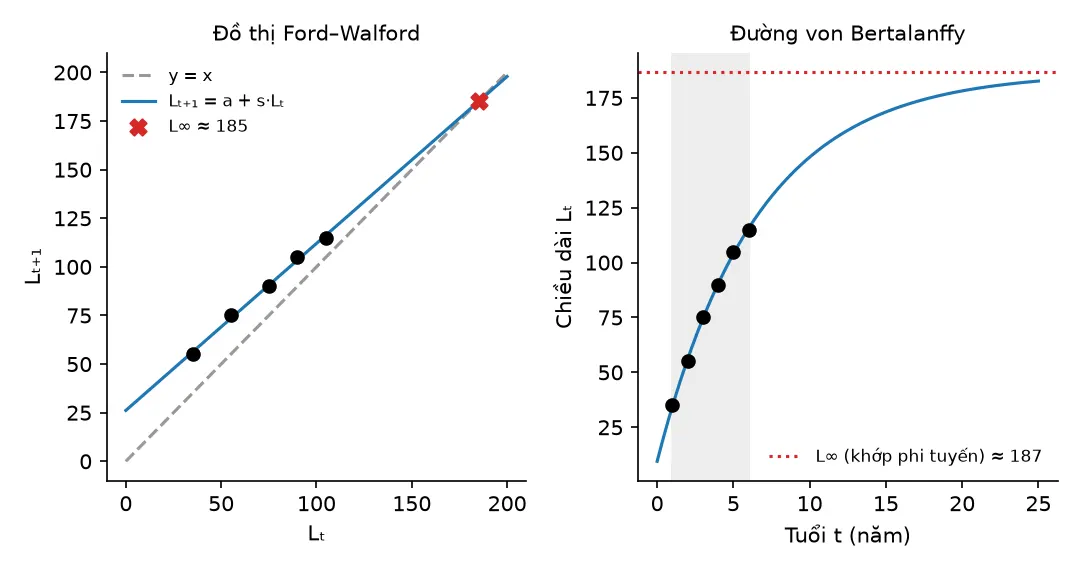 Đồ thị Ford–Walford
y = x
Lₜ₊₁ = a + s·Lₜ
L∞ ≈ 185
200
175
150
125
100
75
50
25
0
Lₜ₊₁
0 50 100 150 200
Lₜ
Đường von Bertalanffy
175
150
125
100
75
50
25
Chiều dài Lₜ
L∞ (khớp phi tuyến) ≈ 187
0 5 10 15 20 25
Tuổi t (năm)